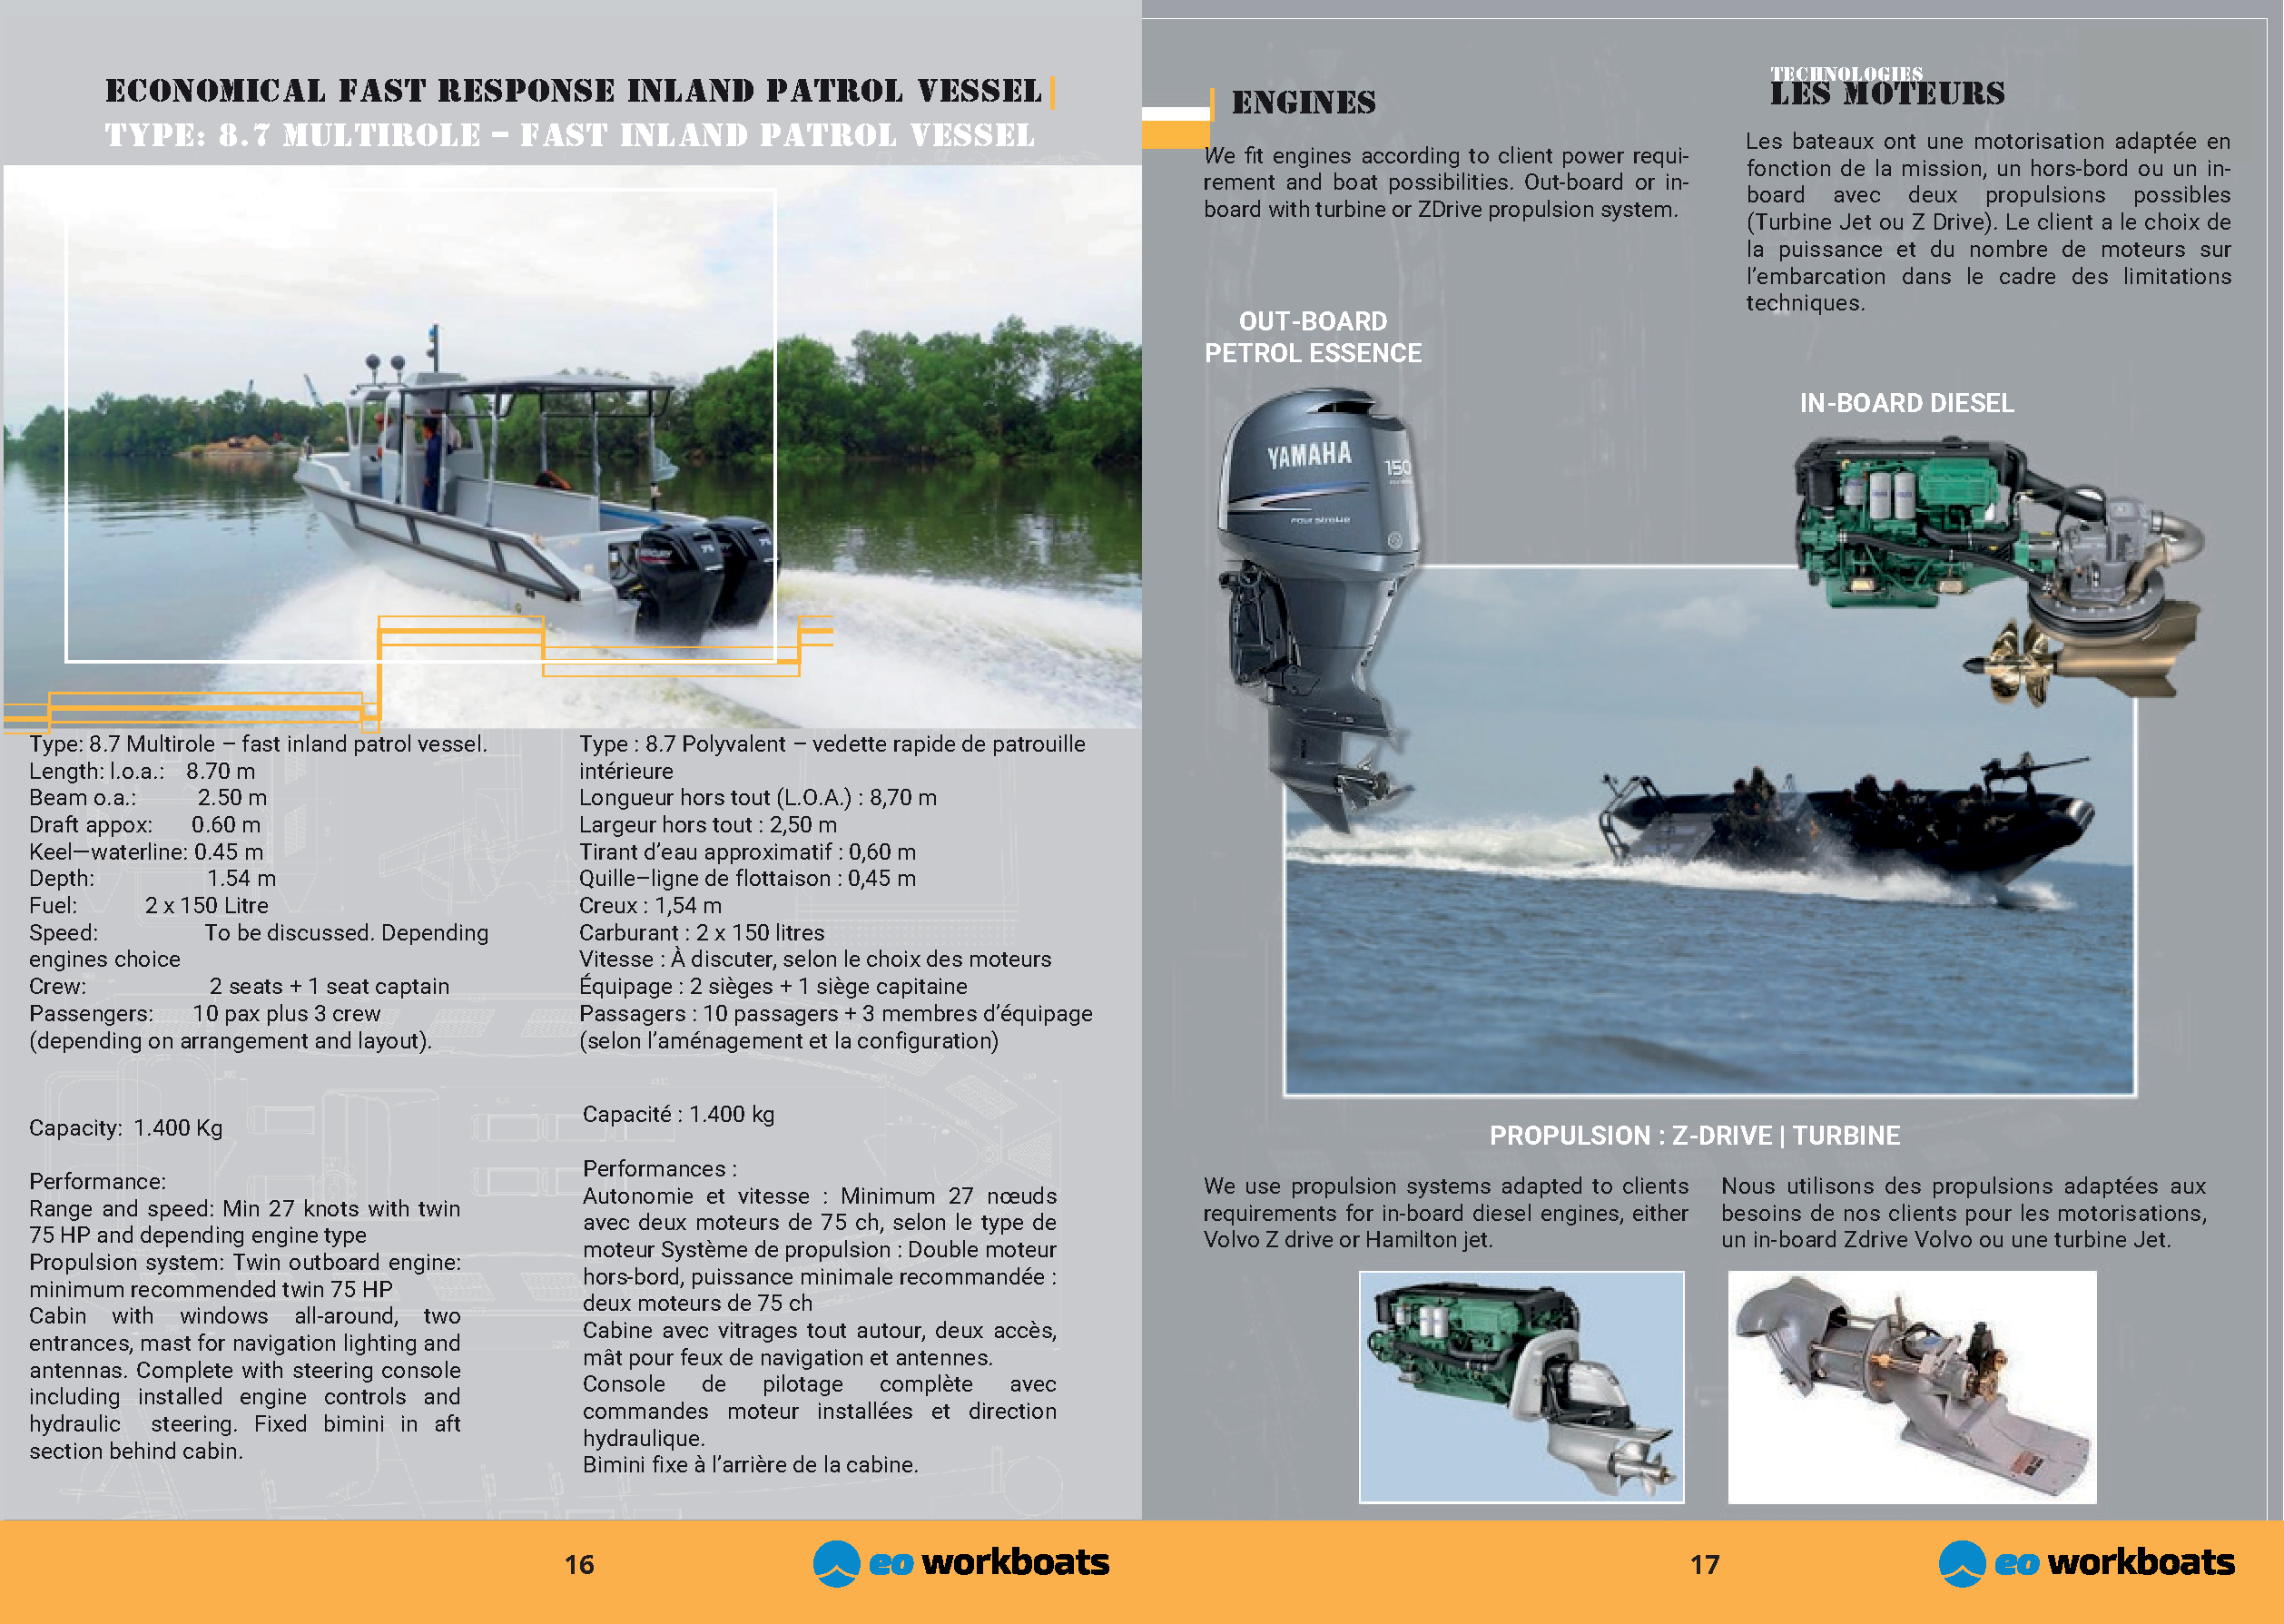 ECONOMICAL FAST RESPONSE INLAND PATROL VESSEL
TYPE: 8.7 MULTIROLE – FAST INLAND PATROL VESSEL
MERCURY
75
75
Type: 8.7 Multirole – fast inland patrol vessel.
Length: l.o.a.: 8.70 m
Beam o.a.: 2.50 m
Draft appox: 0.60 m
Keel—waterline: 0.45 m
Depth: 1.54 m
Fuel: 2 x 150 Litre
Speed: To be discussed. Depending
engines choice
Crew: 2 seats + 1 seat captain
Passengers: 10 pax plus 3 crew
(depending on arrangement and layout).
Capacity: 1.400 Kg
Performance:
Range and speed: Min 27 knots with twin
75 HP and depending engine type
Propulsion system: Twin outboard engine:
minimum recommended twin 75 HP
Cabin with windows all-around, two
entrances, mast for navigation lighting and
antennas. Complete with steering console
including installed engine controls and
hydraulic steering. Fixed bimini in aft
section behind cabin.
Type : 8.7 Polyvalent – vedette rapide de patrouille
intérieure
Longueur hors tout (L.O.A.) : 8,70 m
Largeur hors tout : 2,50 m
Tirant d’eau approximatif : 0,60 m
Quille–ligne de flottaison : 0,45 m
Creux : 1,54 m
Carburant : 2 x 150 litres
Vitesse : À discuter, selon le choix des moteurs
Équipage : 2 sièges + 1 siège capitaine
Passagers : 10 passagers + 3 membres d’équipage
(selon l’aménagement et la configuration)
Capacité : 1.400 kg
Performances :
Autonomie et vitesse : Minimum 27 nœuds
avec deux moteurs de 75 ch, selon le type de
moteur Système de propulsion : Double moteur
hors-bord, puissance minimale recommandée :
deux moteurs de 75 ch
Cabine avec vitrages tout autour, deux accès,
mât pour feux de navigation et antennes.
Console de pilotage complète avec
commandes moteur installées et direction
hydraulique.
Bimini fixe à l’arrière de la cabine.
16
eo workboats
ENGINES
We fit engines according to client power requi-
rement and boat possibilities. Out-board or in-
board with turbine or ZDrive propulsion system.
TECHNOLOGIES
LES MOTEURS
Les bateaux ont une motorisation adaptée en
fonction de la mission, un hors-bord ou un in-
board avec deux propulsions possibles
(Turbine Jet ou Z Drive). Le client a le choix de
la puissance et du nombre de moteurs sur
l’embarcation dans le cadre des limitations
techniques.
OUT-BOARD
PETROL ESSENCE
YAMAHA
150
FOUR STROKE
IN-BOARD DIESEL
PROPULSION : Z-DRIVE | TURBINE
We use propulsion systems adapted to clients
requirements for in-board diesel engines, either
Volvo Z drive or Hamilton jet.
Nous utilisons des propulsions adaptées aux
besoins de nos clients pour les motorisations,
un in-board Zdrive Volvo ou une turbine Jet.
17
eo workboats